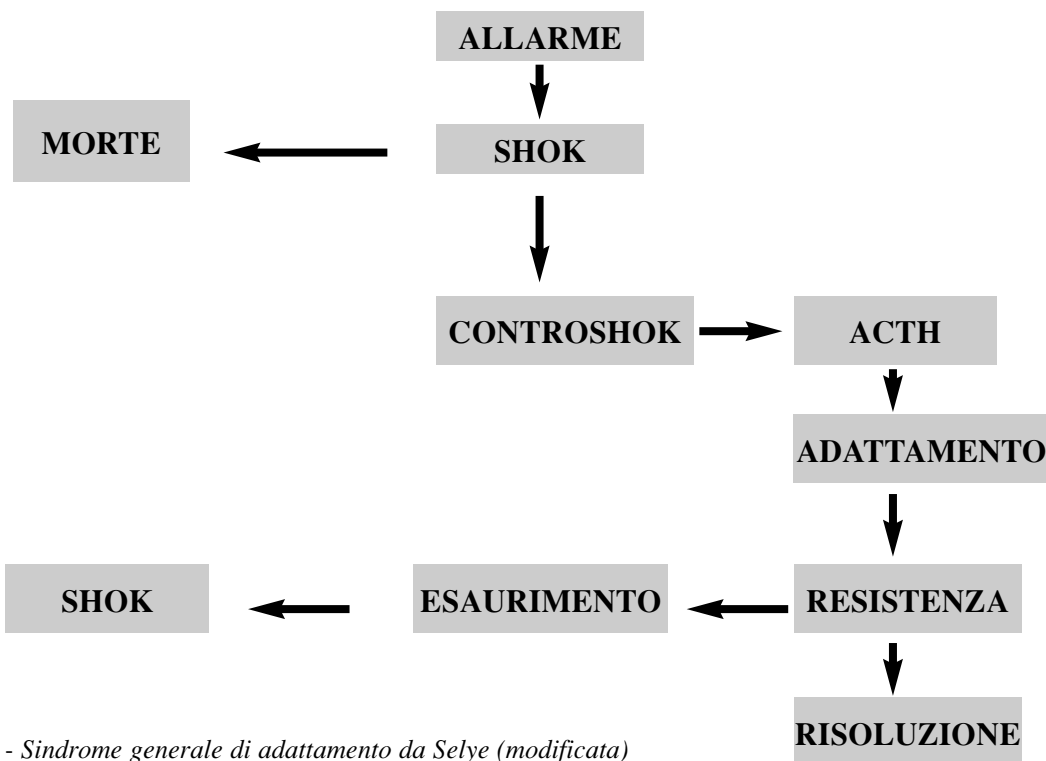 ALLARME
MORTE
SHOK
CONTROSHOK
ACTH
ADATTAMENTO
SHOK
ESAURIMENTO
RESISTENZA
RISOLUZIONE
- Sindrome generale di adattamento da Selye (modificata)